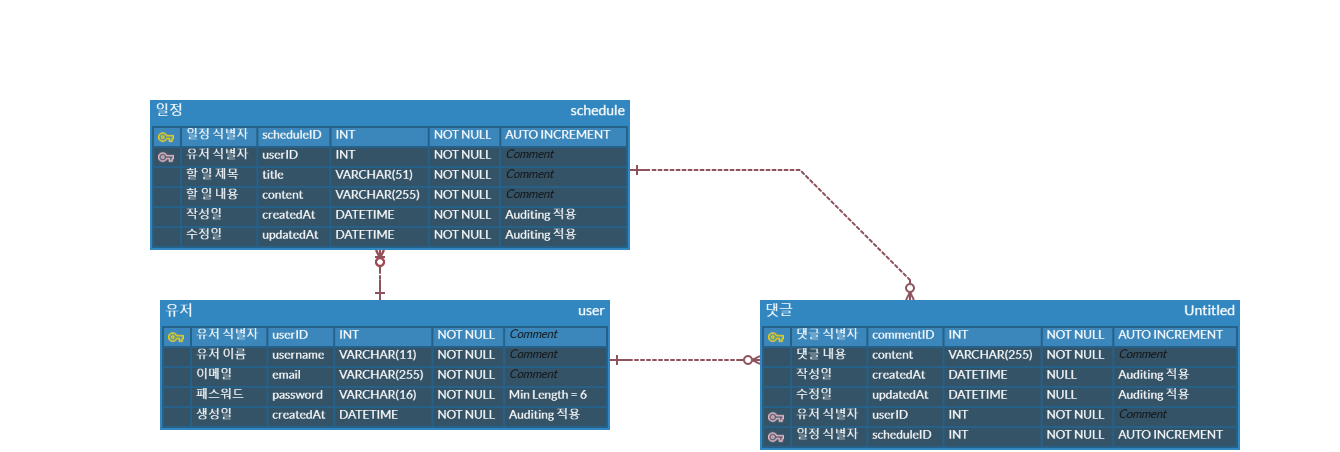 일정 schedule
일정 식별자 scheduleID INT NOT NULL AUTO INCREMENT
유저 식별자 userID INT NOT NULL Comment
할 일 제목 title VARCHAR(51) NOT NULL Comment
할 일 내용 content VARCHAR(255) NOT NULL Comment
작성일 createdAt DATETIME NOT NULL Auditing 적용
수정일 updatedAt DATETIME NOT NULL Auditing 적용
유저 user
유저 식별자 userID INT NOT NULL Comment
유저 이름 username VARCHAR(11) NOT NULL Comment
이메일 email VARCHAR(255) NOT NULL Comment
패스워드 password VARCHAR(16) NOT NULL Min Length = 6
생성일 createdAt DATETIME NOT NULL Auditing 적용
댓글 Untitled
댓글 식별자 commentID INT NOT NULL AUTO INCREMENT
댓글 내용 content VARCHAR(255) NOT NULL Comment
작성일 createdAt DATETIME NULL Auditing 적용
수정일 updatedAt DATETIME NULL Auditing 적용
유저 식별자 userID INT NOT NULL Comment
일정 식별자 scheduleID INT NOT NULL AUTO INCREMENT